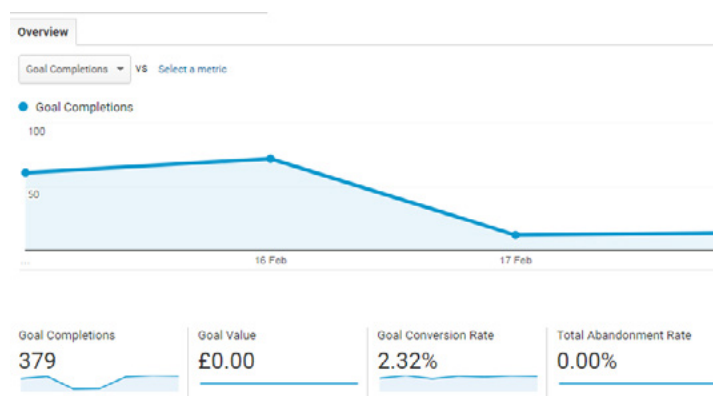 Overview
Goal Completions VS Select a metric
Goal Completions
100
50
...
16 Feb 17 Feb
Goal Completions Goal Value Goal Conversion Rate Total Abandonment Rate
379 £0.00 2.32% 0.00%